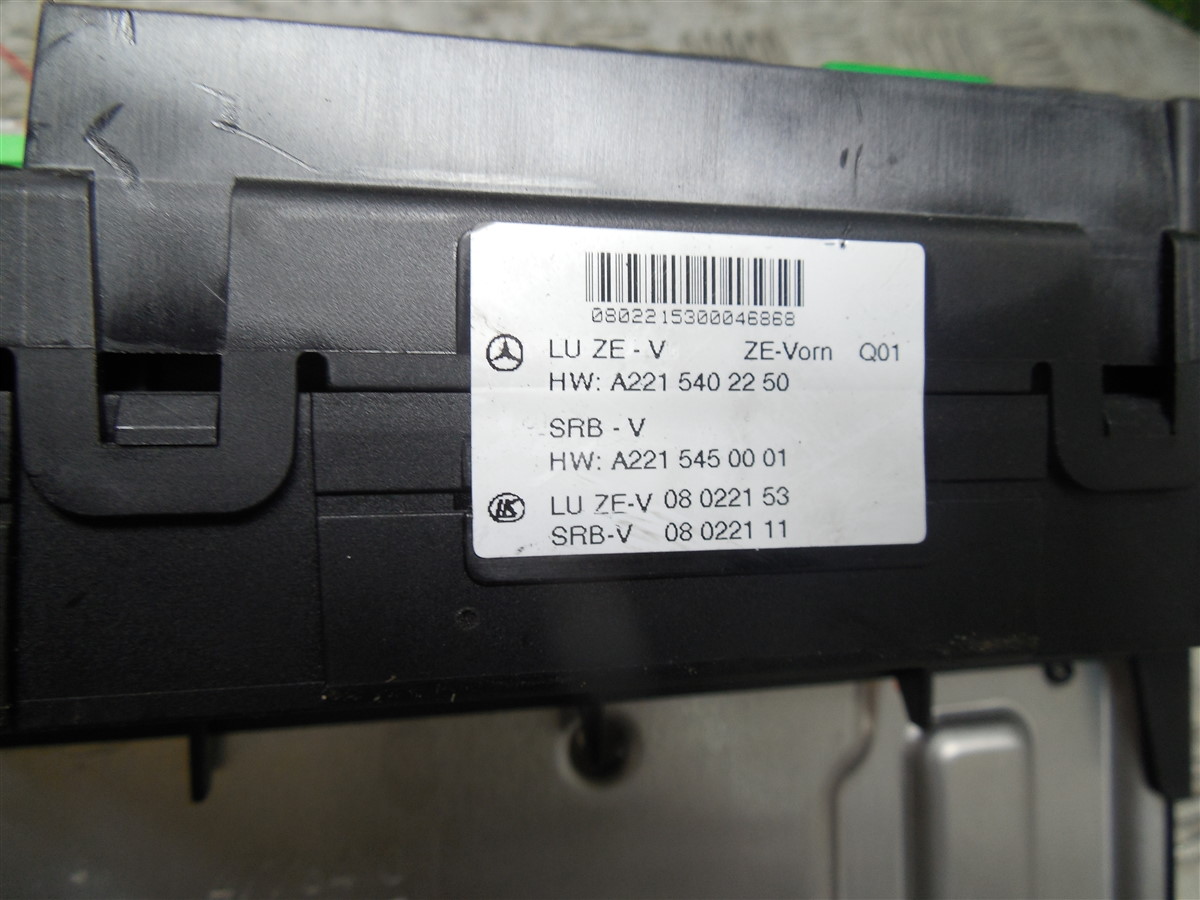 0802215300046868
LU ZE - V ZE-Vorn Q01
HW: A221 540 22 50
SRB - V
HW: A221 545 00 01
LK LU ZE-V 08 0221 53
SRB-V 08 0221 11